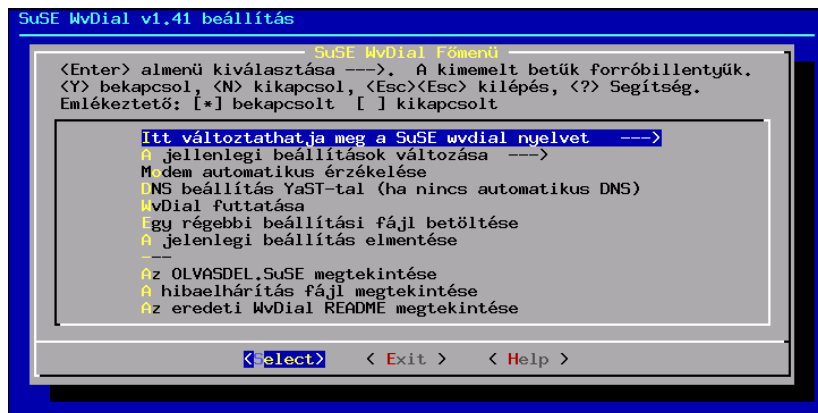 SuSE WvDial v1.41 beállítás
SuSE WvDial Főmenü
<Enter> almenü kiválasztása --->. A kimemelt betűk forróbillentyűk.
<Y> bekapcsol, <N> kikapcsol, <Esc><Esc> kilépés, <?> Segítség.
Emlékeztető: [*] bekapcsolt [ ] kikapcsolt
Itt változtathatja meg a SuSE wvdial nyelvet --->
A jellenlegi beállítások változása --->
Modem automatikus érzékelése
DNS beállítás YaST-tal (ha nincs automatikus DNS)
WvDial futtatása
Egy régebbi beállítási fájl betöltése
A jelenlegi beállítás elmentése
---
Az OLVASDEL.SuSE megtekintése
A hibaelhárítás fájl megtekintése
Az eredeti WvDial README megtekintése
<Select> < Exit > < Help >